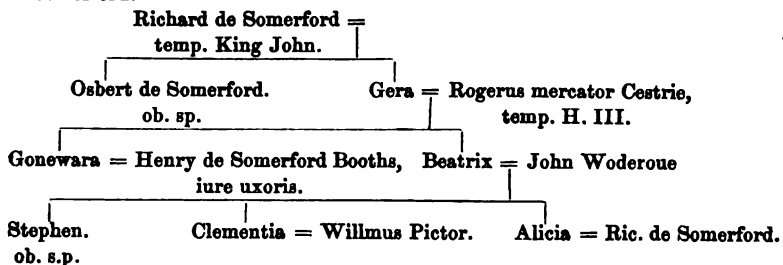 Richard de Somerford =
temp. King John.
Osbert de Somerford. Gera = Rogerus mercator Cestrie,
ob. sp. temp. H. III.
Gonewara = Henry de Somerford Booths, Beatrix = John Woderoue
iure uxoris.
Stephen. Clementia = Willmus Pictor. Alicia = Ric. de Somerford.
ob. s.p.